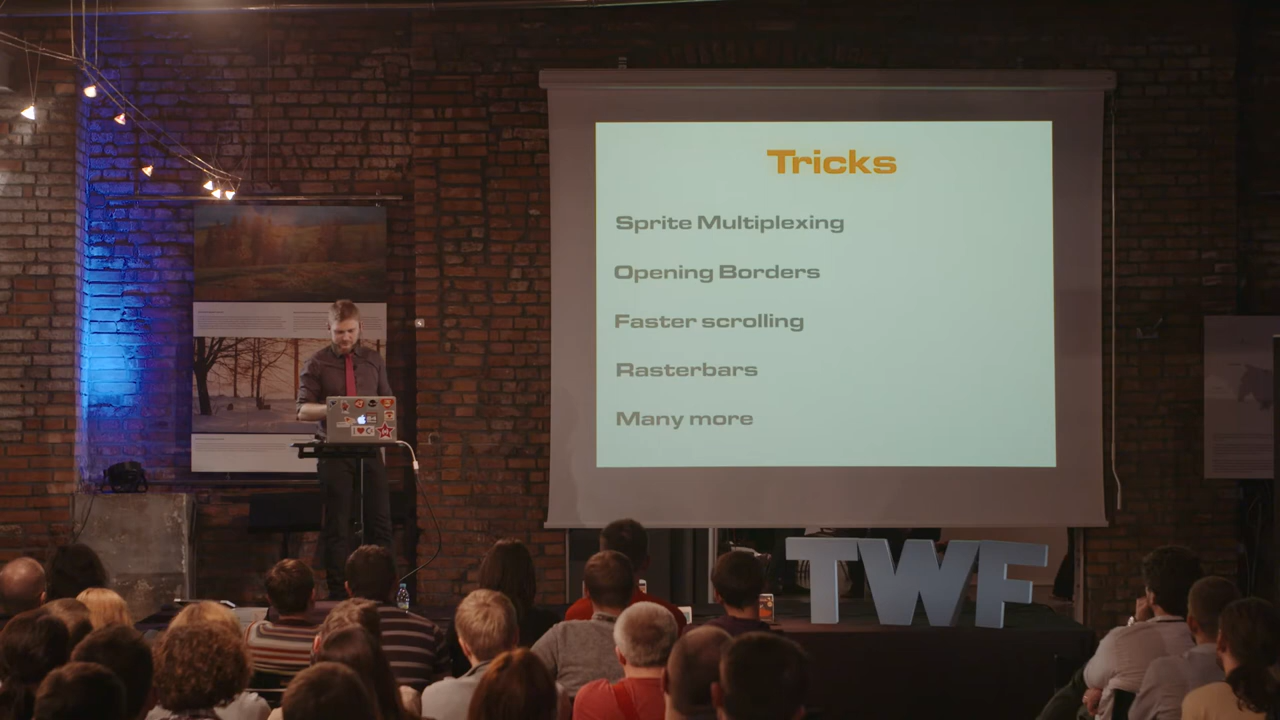 Tricks
Sprite Multiplexing
Opening Borders
Faster scrolling
Rasterbars
Many more
TWF